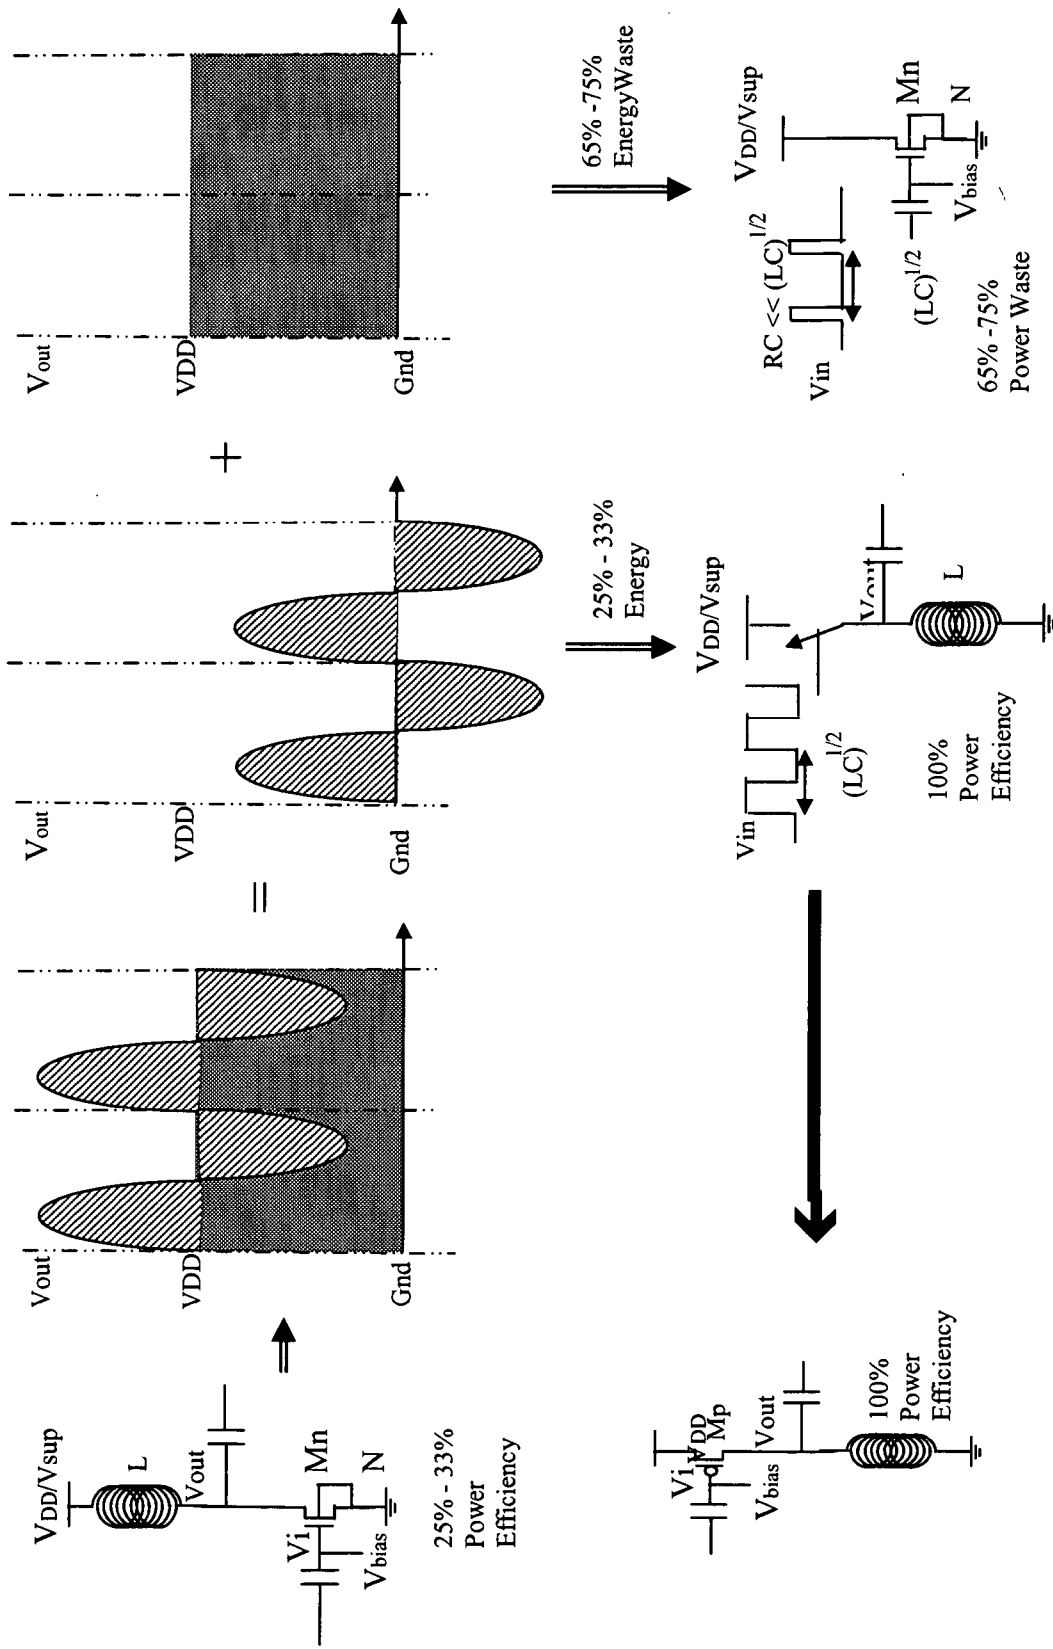 VDD/Vsup
L
Vout
Vi
Mn
Vbias
N
25% - 33%
Power
Efficiency
⇒
Vout
VDD
Gnd
=
Vout
VDD
Gnd
+
Vout
VDD
Gnd
25% - 33%
Energy
65% -75%
EnergyWaste
VDD
Vi
Mp
Vout
Vbias
100%
Power
Efficiency
VDD/Vsup
Vin
(LC)1/2
Vout
L
100%
Power
Efficiency
VDD/Vsup
RC << (LC)1/2
Vin
Mn
N
Vbias
(LC)1/2
65% -75%
Power Waste